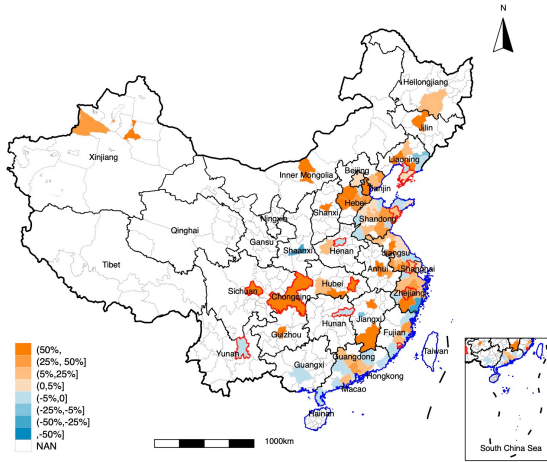 N
Heilongjiang
Jilin
Liaoning
Xinjiang
Inner Mongolia
Beijing
Tianjin
Hebei
Shanxi
Ningxia
Shandong
Qinghai
Gansu
Shaanxi
Henan
Jiangsu
Tibet
Anhui
Shanghai
Sichuan
Chongqing
Hubei
Zhejiang
Hunan
Jiangxi
Guizhou
Fujian
Yunan
Taiwan
Guangxi
Guangdong
Hongkong
Macao
Hainan
(50%,
(25%, 50%]
(5%,25%]
(0,5%]
(-5%,0]
(-25%,-5%]
(-50%,-25%]
,-50%]
NAN
1000km
South China Sea